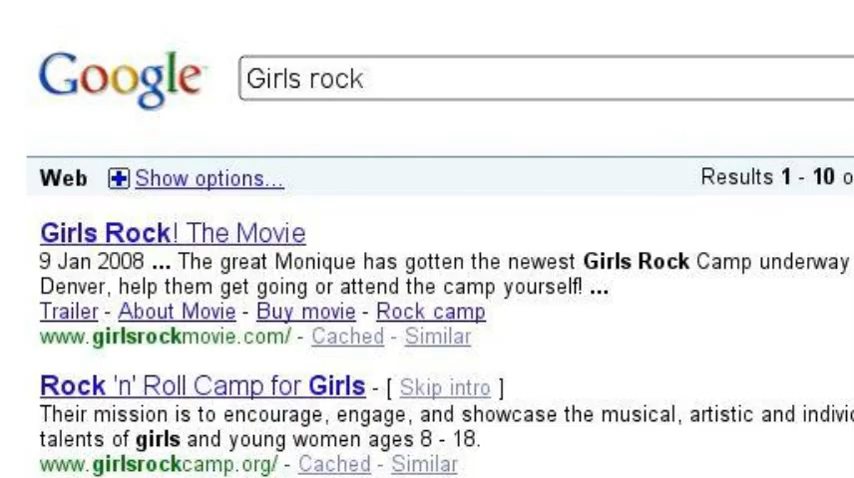 Google Girls rock
Web Show options... Results 1 - 10 o
Girls Rock! The Movie
9 Jan 2008 ... The great Monique has gotten the newest Girls Rock Camp underway
Denver, help them get going or attend the camp yourself! ...
Trailer - About Movie - Buy movie - Rock camp
www.girlsrockmovie.com/ - Cached - Similar
Rock 'n' Roll Camp for Girls - [ Skip intro ]
Their mission is to encourage, engage, and showcase the musical, artistic and indivi
talents of girls and young women ages 8 - 18.
www.girlsrockcamp.org/ - Cached - Similar